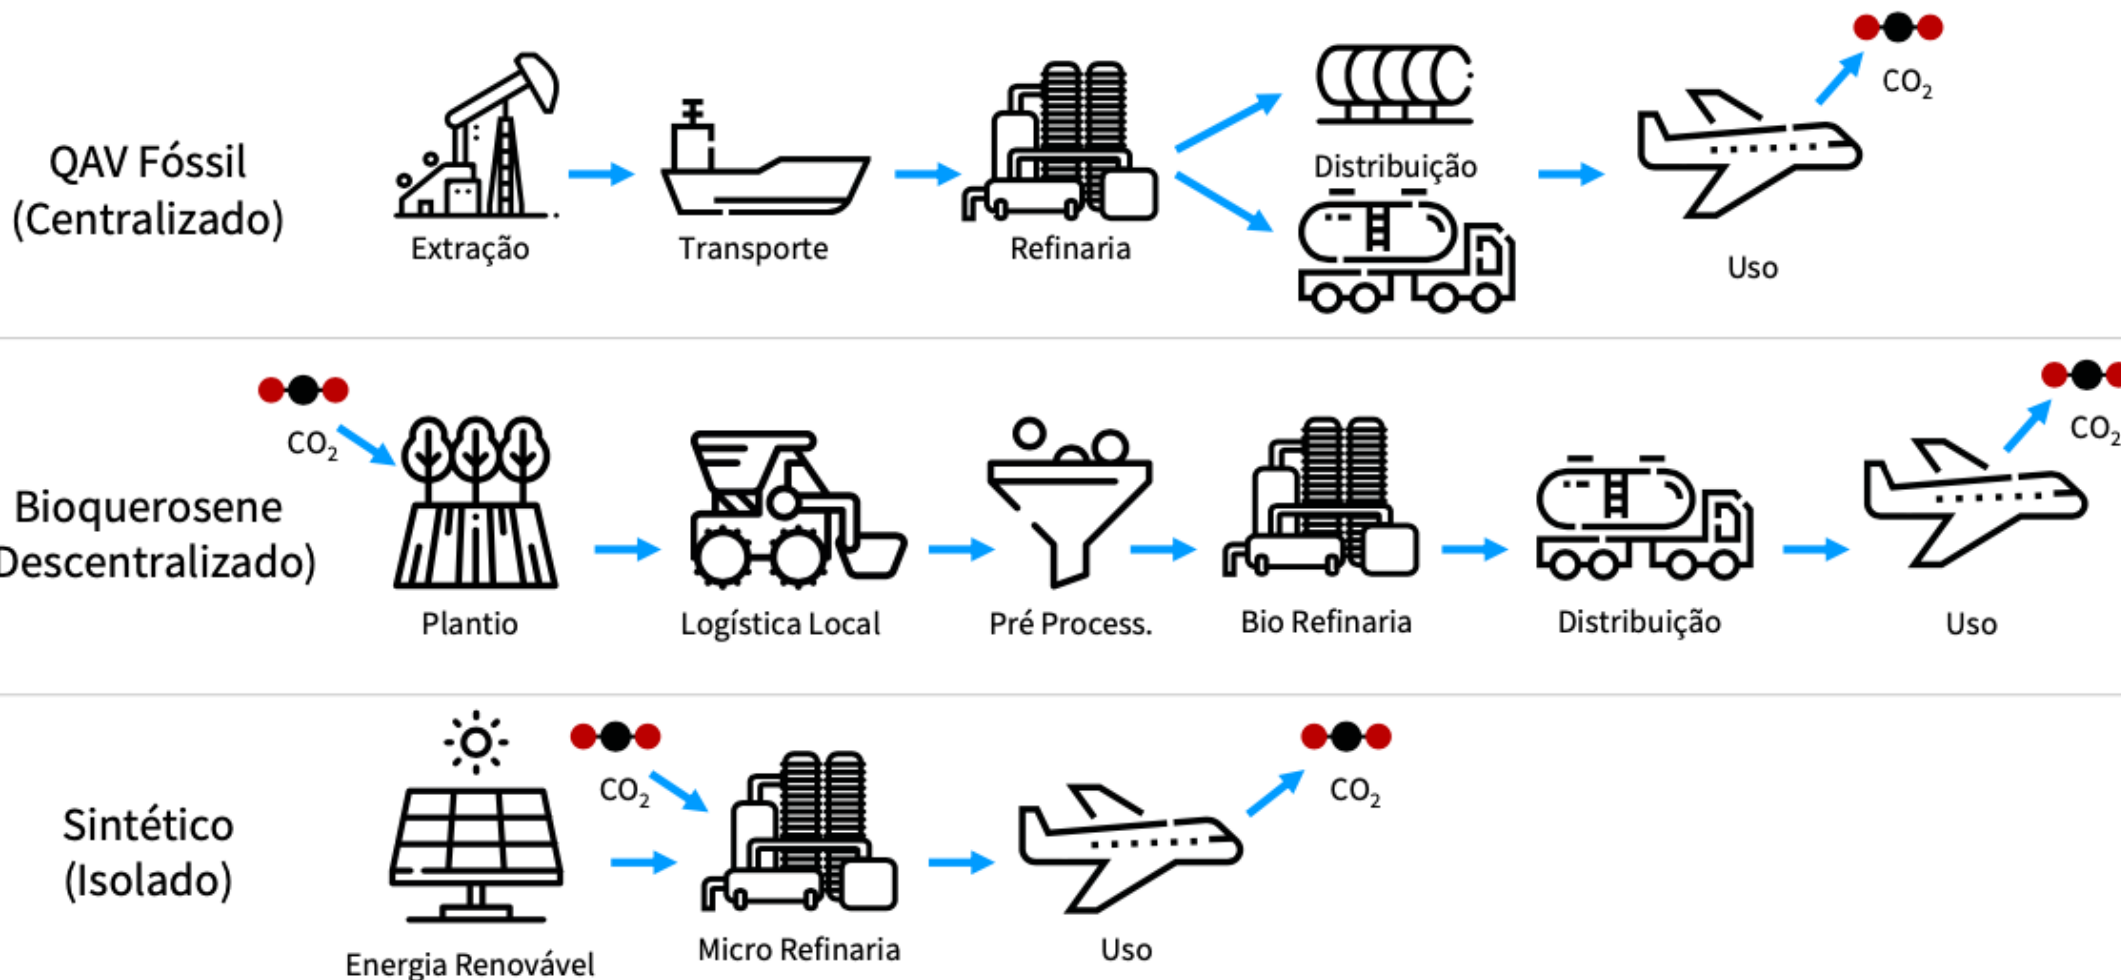 CO₂
QAV Fóssil
(Centralizado)
Distribuição
Extração
Transporte
Refinaria
Uso
CO₂
CO₂
Bioquerosene
Descentralizado)
Plantio
Logística Local
Pré Process.
Bio Refinaria
Distribuição
Uso
CO₂
CO₂
Sintético
(Isolado)
Energia Renovável
Micro Refinaria
Uso